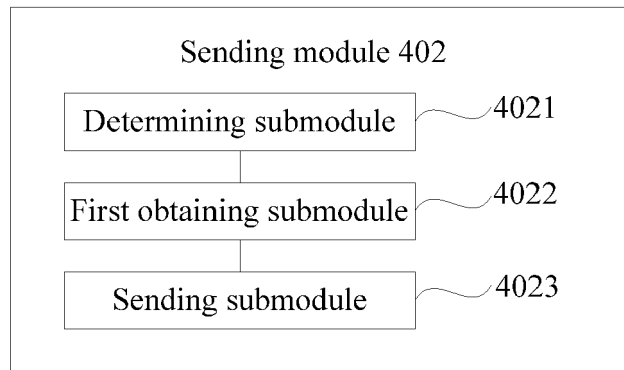 Sending module 402
Determining submodule 4021
First obtaining submodule 4022
Sending submodule 4023